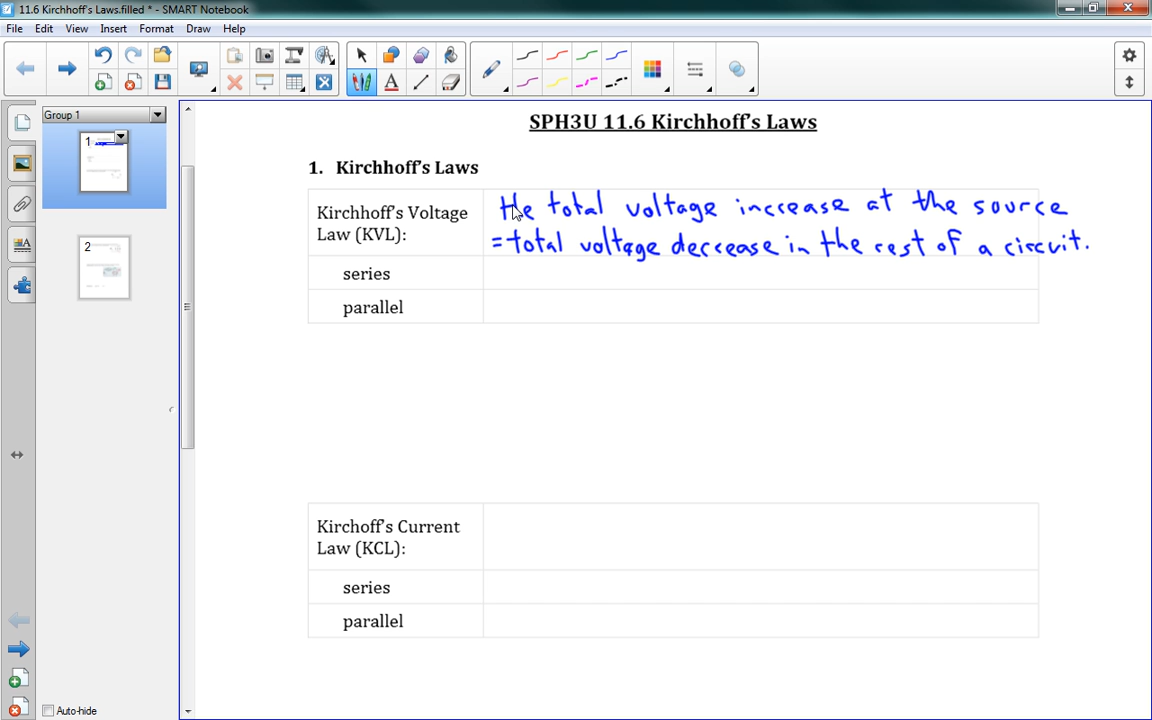 11.6 Kirchhoff's Laws.filled * - SMART Notebook
File Edit View Insert Format Draw Help
Group 1
1
2
SPH3U 11.6 Kirchhoff's Laws
1. Kirchhoff's Laws
Kirchhoff's Voltage
Law (KVL):
the total voltage increase at the source
= total voltage decrease in the rest of a circuit.
series
parallel
Kirchoff's Current
Law (KCL):
series
parallel
Auto-hide